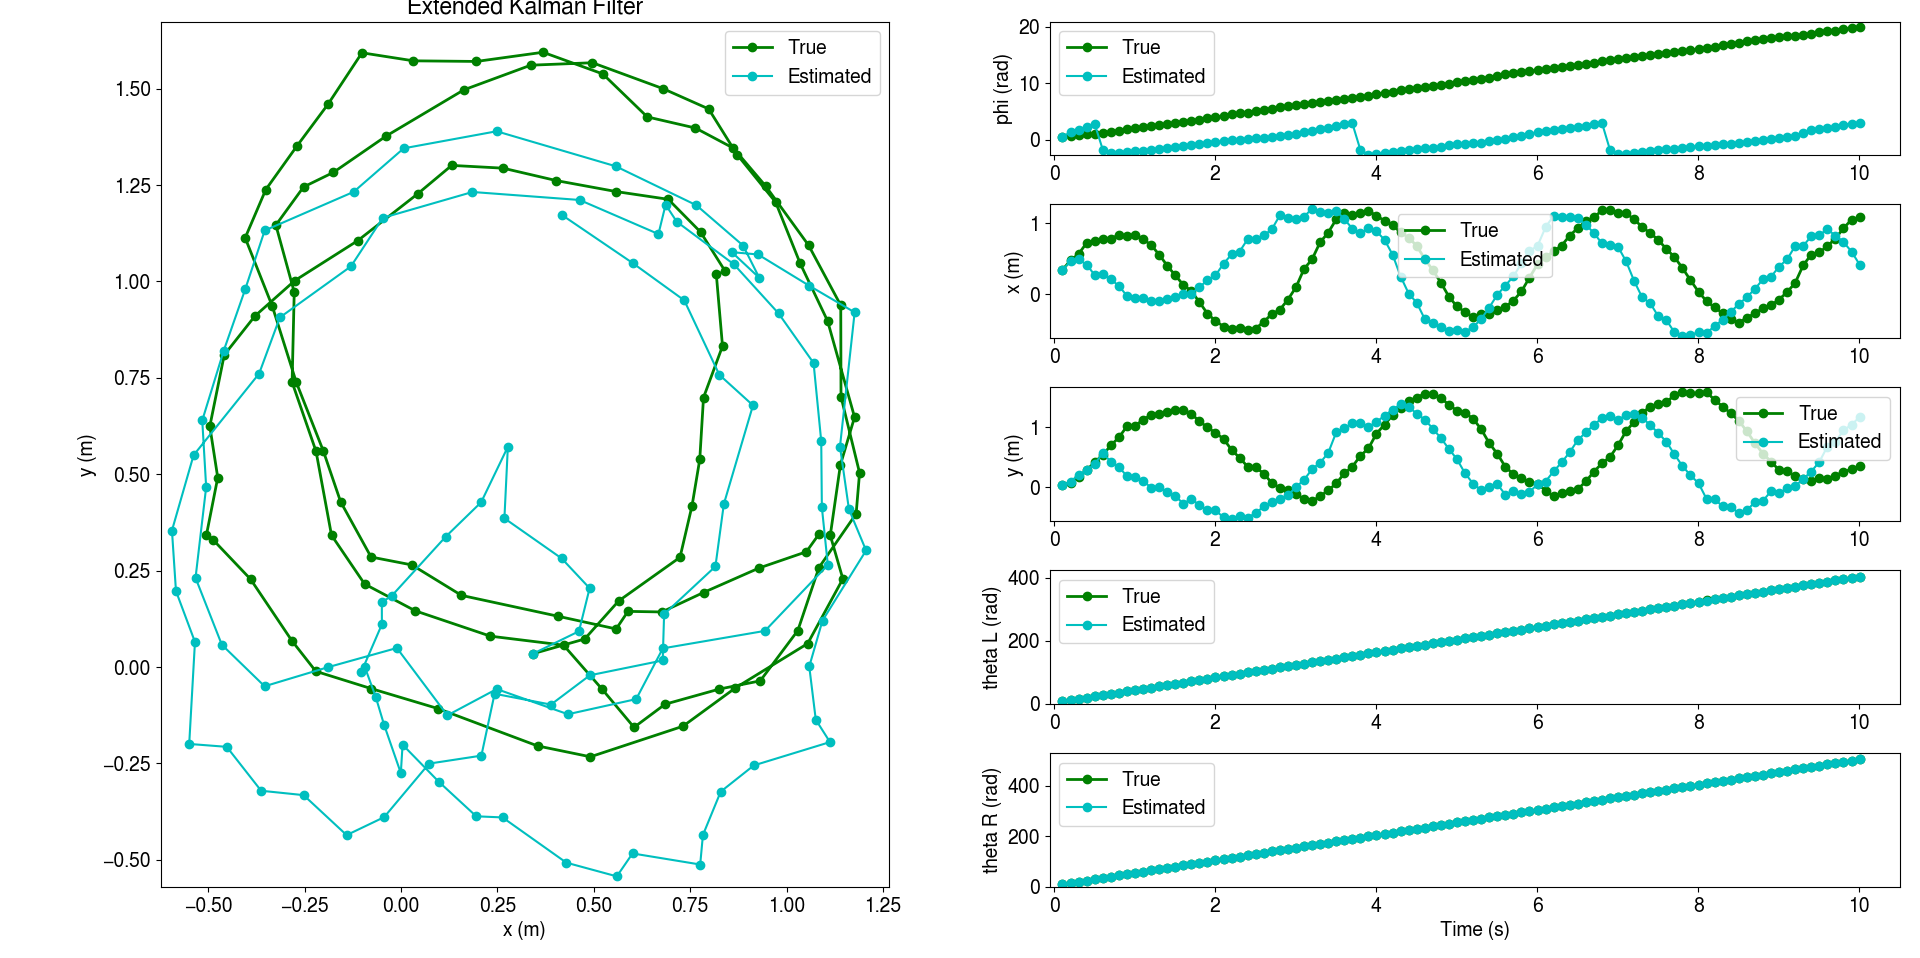 Extended Kalman Filter
True
Estimated
1.50
1.25
1.00
0.75
0.50
0.25
0.00
−0.25
−0.50
y (m)
−0.50 −0.25 0.00 0.25 0.50 0.75 1.00 1.25
x (m)
True
Estimated
20
10
0
phi (rad)
0 2 4 6 8 10
True
Estimated
1
0
x (m)
0 2 4 6 8 10
True
Estimated
1
0
y (m)
0 2 4 6 8 10
True
Estimated
400
200
0
theta L (rad)
0 2 4 6 8 10
True
Estimated
400
200
0
theta R (rad)
0 2 4 6 8 10
Time (s)